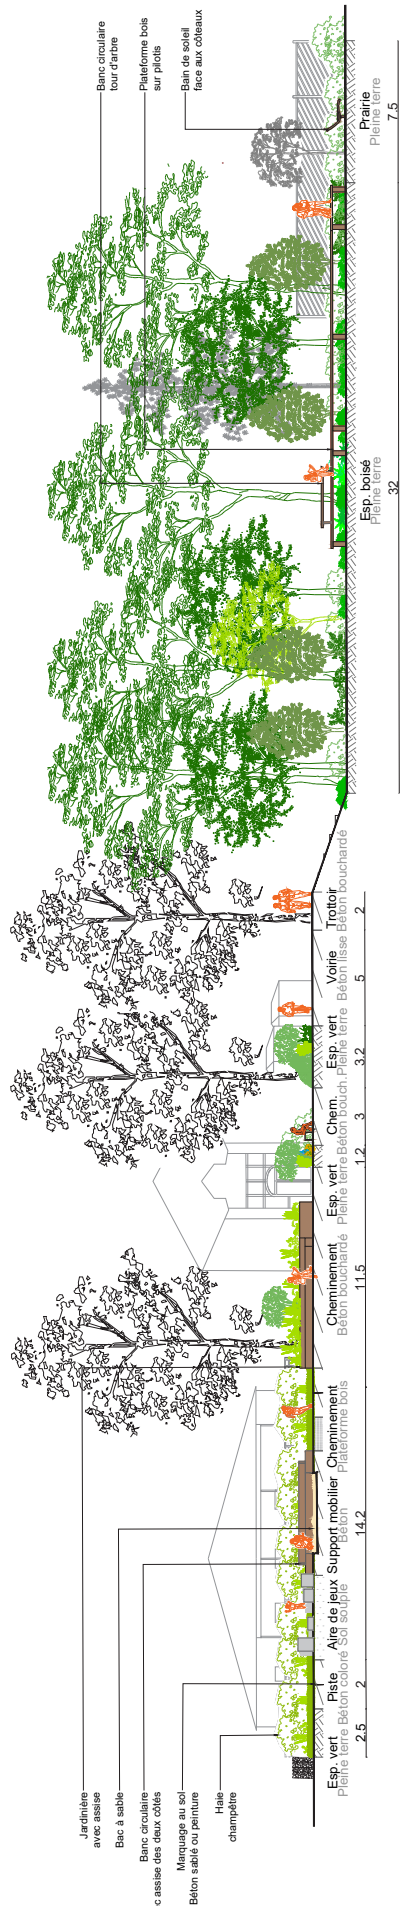 Jardinière
avec assise
Bac à sable
Banc circulaire
c assise des deux côtés
Marquage au sol
Béton sablé ou peinture
Haie
champêtre
Banc circulaire
tour d'arbre
Plateforme bois
sur pilotis
Bain de soleil
face aux côteaux
Esp. vert
Pleine terre
2.5
Piste
Béton coloré
2
Aire de jeux
Sol souple
Support mobilier
Béton
Cheminement
Plateforme bois
14.2
Cheminement
Béton bouchardé
11.5
Esp. vert
Pleine terre
1.2
Chem.
Béton bouch.
3
Esp. vert
Pleine terre
3.2
Voirie
Béton lisse
5
Trottoir
Béton bouchardé
2
Esp. boisé
Pleine terre
32
Prairie
Pleine terre
7.5